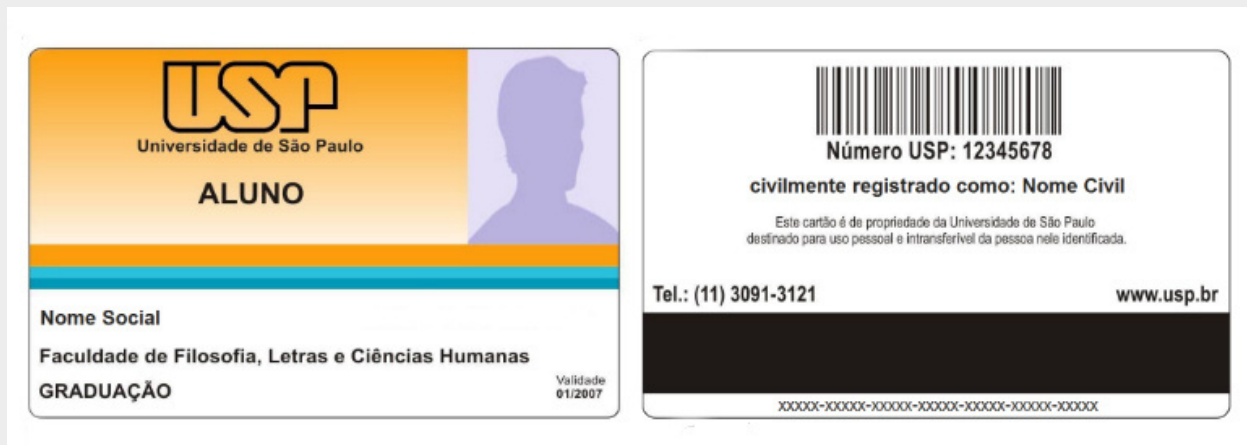 USP
Universidade de São Paulo
ALUNO
Nome Social
Faculdade de Filosofia, Letras e Ciências Humanas
GRADUAÇÃO
Validade
01/2007
Número USP: 12345678
civilmente registrado como: Nome Civil
Este cartão é de propriedade da Universidade de São Paulo
destinado para uso pessoal e intransferível da pessoa nele identificada.
Tel.: (11) 3091-3121
www.usp.br
xxxxx-xxxxx-xxxxx-xxxxx-xxxxx-xxxxx-xxxxx